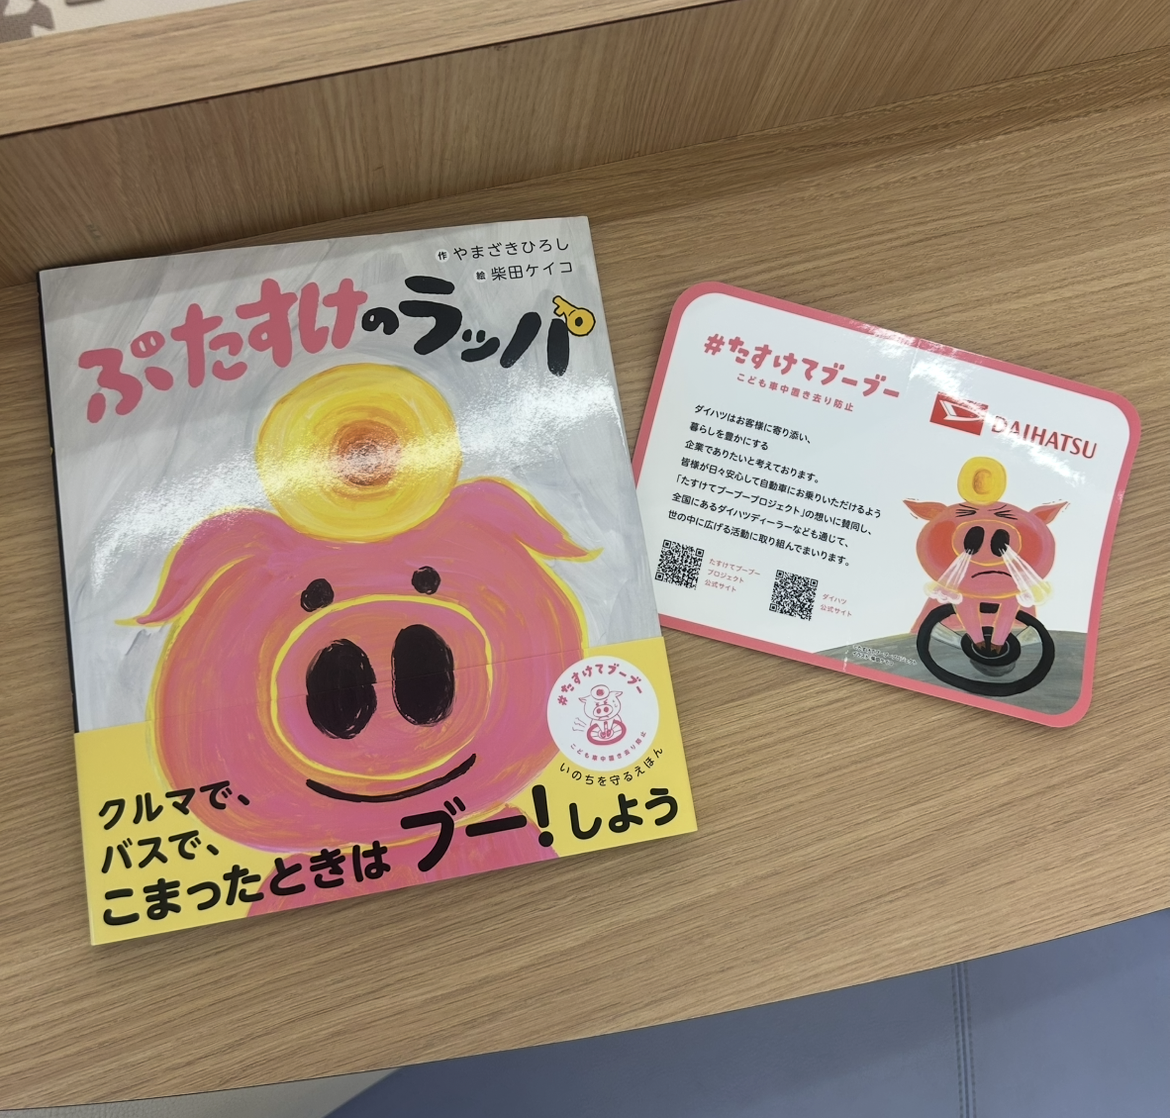 作 やまざきひろし
絵 柴田ケイコ
ぶたすけのラッパ
#たすけてブーブー
こども車中置き去り防止
いのちを守るえほん
クルマで、
バスで、
こまったときは ブー!しよう
#たすけてブーブー
こども車中置き去り防止
DAIHATSU
ダイハツはお客様に寄り添い、
暮らしを豊かにする
企業でありたいと考えております。
皆様が日々安心して自動車にお乗りいただけるよう
「たすけてブーブープロジェクト」の想いに賛同し、
全国にあるダイハツディーラーなども通じて、
世の中に広げる活動に取り組んでまいります。
たすけてブーブー
プロジェクト
公式サイト
ダイハツ
公式サイト